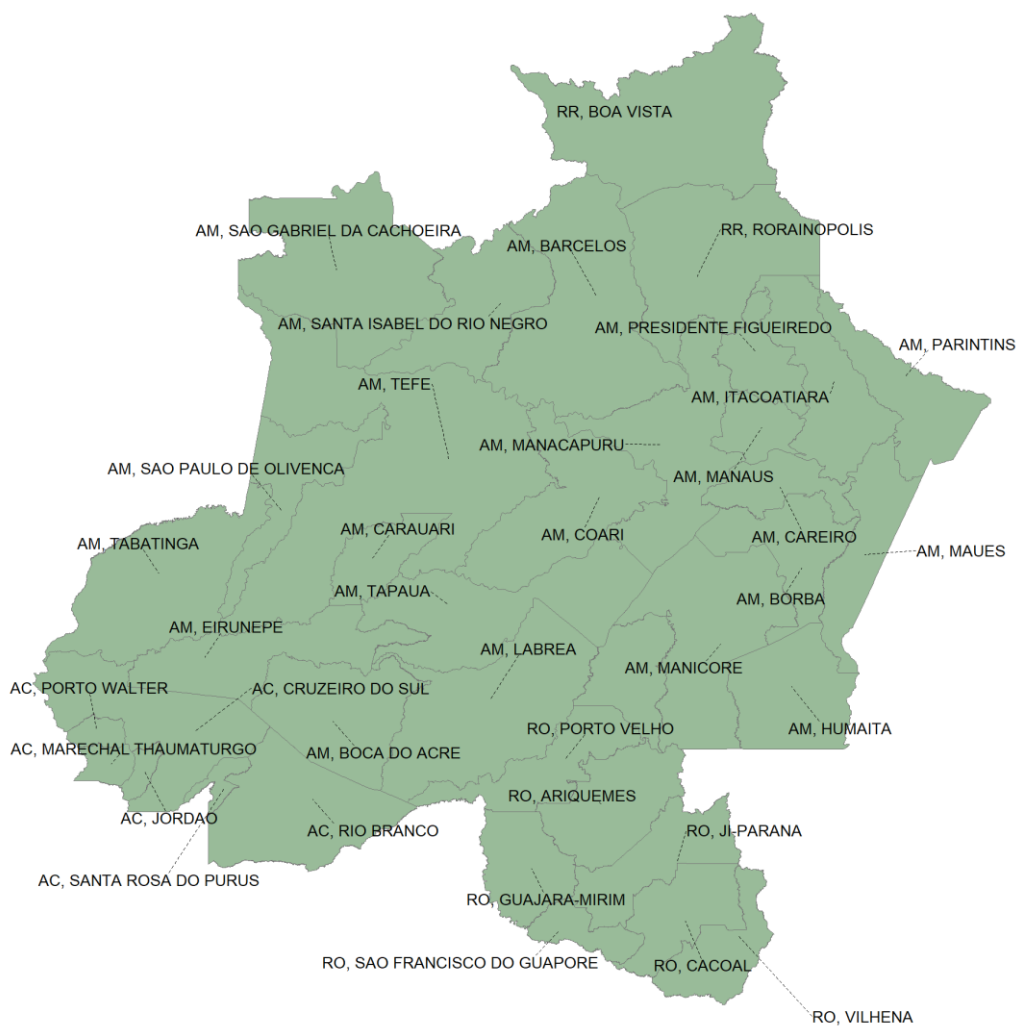 RR, BOA VISTA
AM, SAO GABRIEL DA CACHOEIRA
RR, RORAINOPOLIS
AM, BARCELOS
AM, SANTA ISABEL DO RIO NEGRO
AM, PRESIDENTE FIGUEIREDO
AM, PARINTINS
AM, TEFE
AM, ITACOATIARA
AM, MANACAPURU
AM, SAO PAULO DE OLIVENCA
AM, MANAUS
AM, CARAUARI
AM, COARI
AM, CAREIRO
AM, TABATINGA
AM, MAUES
AM, TAPAUA
AM, BORBA
AM, EIRUNEPE
AM, LABREA
AM, MANICORE
AC, PORTO WALTER
AC, CRUZEIRO DO SUL
RO, PORTO VELHO
AM, HUMAITA
AC, MARECHAL THAUMATURGO
AM, BOCA DO ACRE
RO, ARIQUEMES
AC, JORDAO
AC, RIO BRANCO
RO, JI-PARANA
AC, SANTA ROSA DO PURUS
RO, GUAJARA-MIRIM
RO, SAO FRANCISCO DO GUAPORE
RO, CACOAL
RO, VILHENA